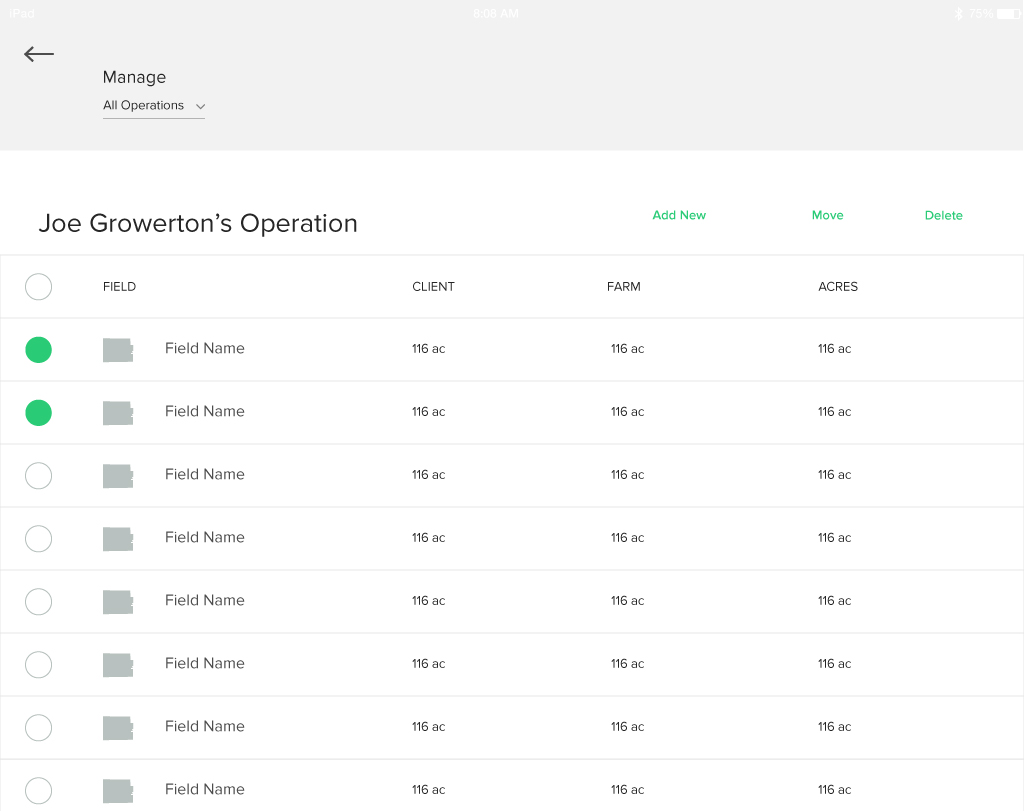 iPad 6:06 AM 75%
Manage
All Operations
Joe Growerton’s Operation Add New Move Delete
FIELD CLIENT FARM ACRES
Field Name 116 ac 116 ac 116 ac
Field Name 116 ac 116 ac 116 ac
Field Name 116 ac 116 ac 116 ac
Field Name 116 ac 116 ac 116 ac
Field Name 116 ac 116 ac 116 ac
Field Name 116 ac 116 ac 116 ac
Field Name 116 ac 116 ac 116 ac
Field Name 116 ac 116 ac 116 ac